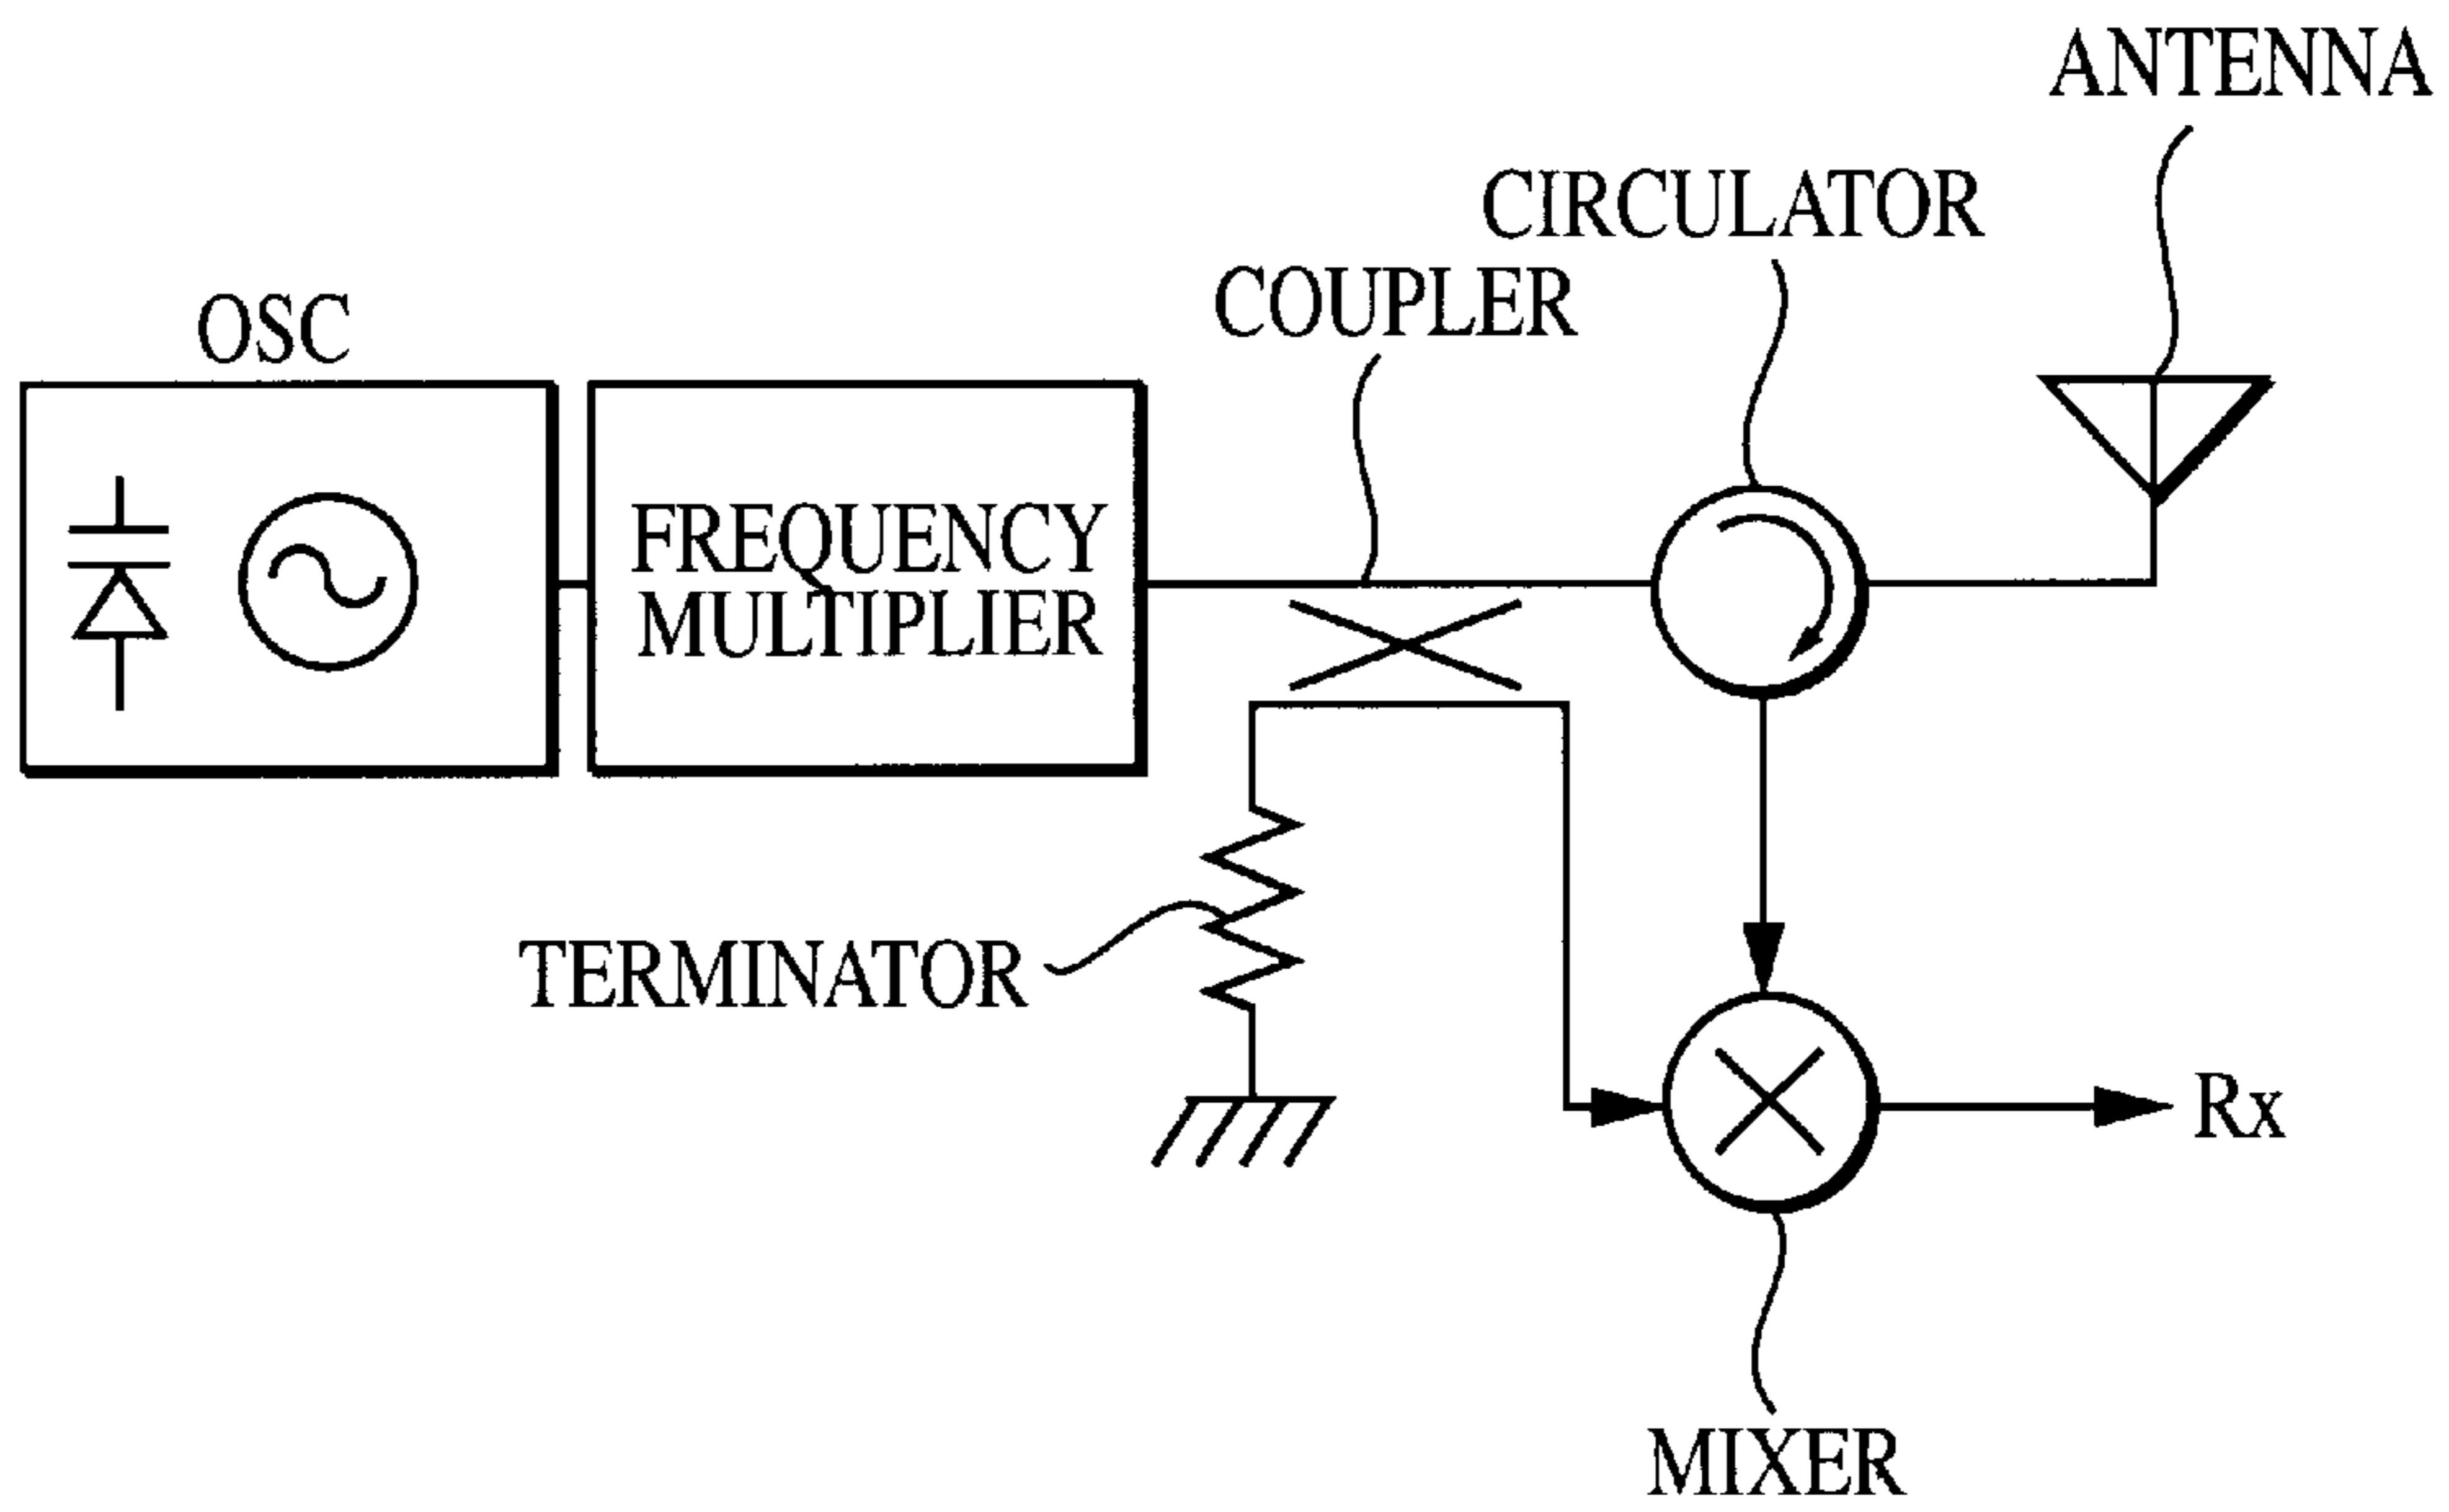 ANTENNA
CIRCULATOR
COUPLER
OSC
FREQUENCY
MULTIPLIER
TERMINATOR
Rx
MIXER